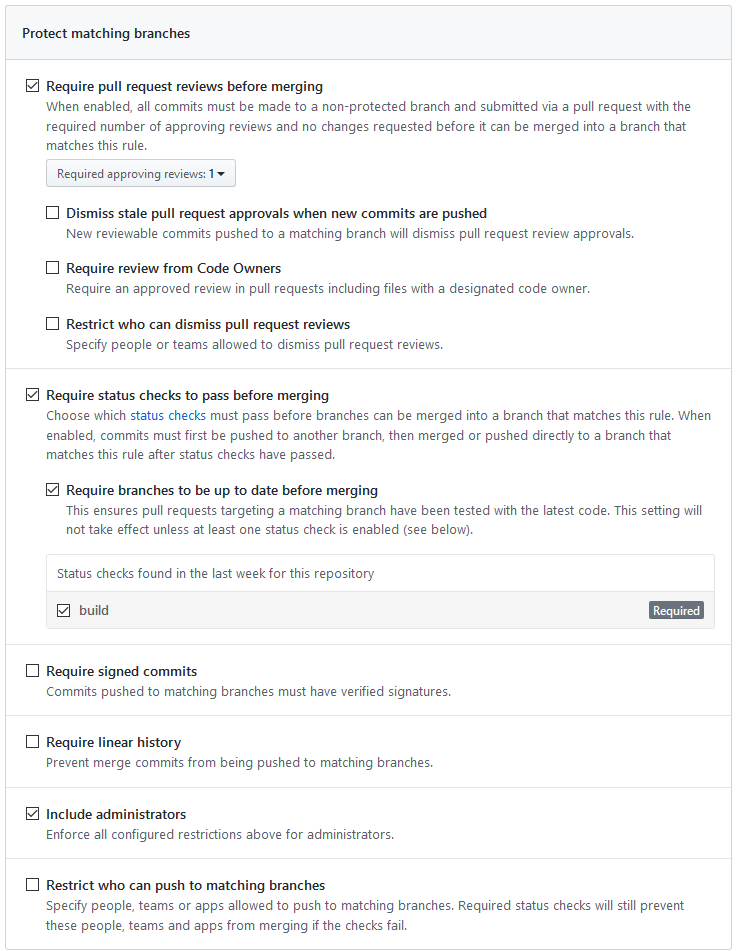 Protect matching branches
Require pull request reviews before merging
When enabled, all commits must be made to a non-protected branch and submitted via a pull request with the
required number of approving reviews and no changes requested before it can be merged into a branch that
matches this rule.
Required approving reviews: 1
Dismiss stale pull request approvals when new commits are pushed
New reviewable commits pushed to a matching branch will dismiss pull request review approvals.
Require review from Code Owners
Require an approved review in pull requests including files with a designated code owner.
Restrict who can dismiss pull request reviews
Specify people or teams allowed to dismiss pull request reviews.
Require status checks to pass before merging
Choose which status checks must pass before branches can be merged into a branch that matches this rule. When
enabled, commits must first be pushed to another branch, then merged or pushed directly to a branch that
matches this rule after status checks have passed.
Require branches to be up to date before merging
This ensures pull requests targeting a matching branch have been tested with the latest code. This setting will
not take effect unless at least one status check is enabled (see below).
Status checks found in the last week for this repository
build Required
Require signed commits
Commits pushed to matching branches must have verified signatures.
Require linear history
Prevent merge commits from being pushed to matching branches.
Include administrators
Enforce all configured restrictions above for administrators.
Restrict who can push to matching branches
Specify people, teams or apps allowed to push to matching branches. Required status checks will still prevent
these people, teams and apps from merging if the checks fail.